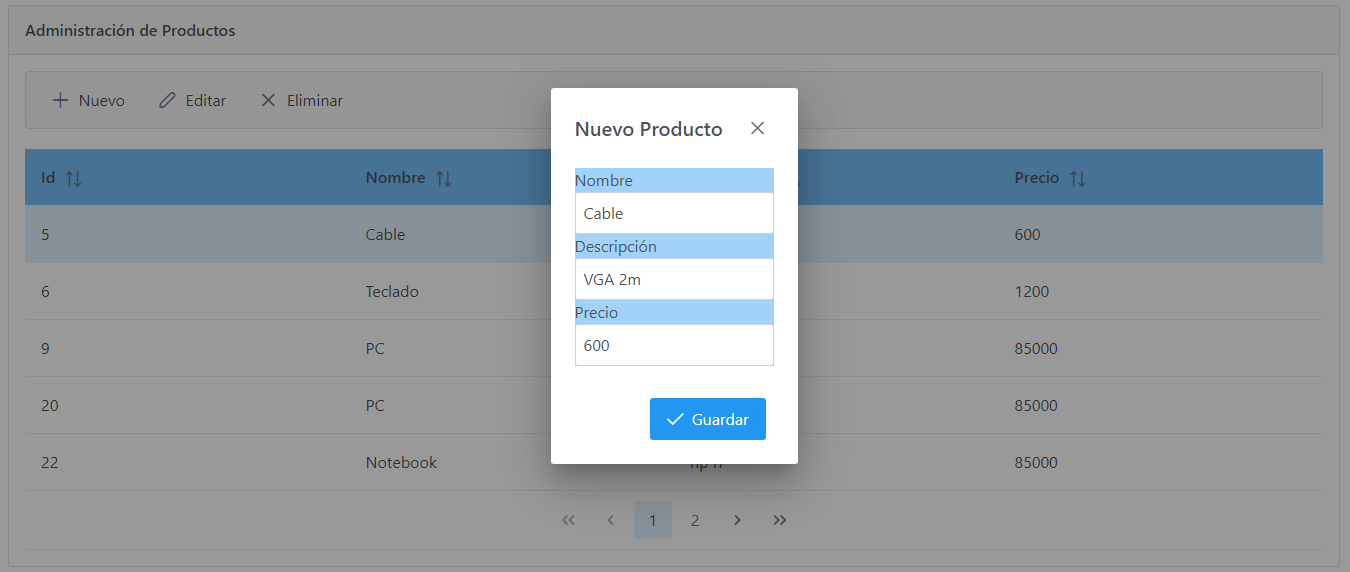 Administración de Productos
Nuevo Editar Eliminar
Nuevo Producto
Nombre
Cable
Descripción
VGA 2m
Precio
600
Guardar
Id Nombre Precio
5 Cable 600
6 Teclado 1200
9 PC 85000
20 PC 85000
22 Notebook 85000
1 2